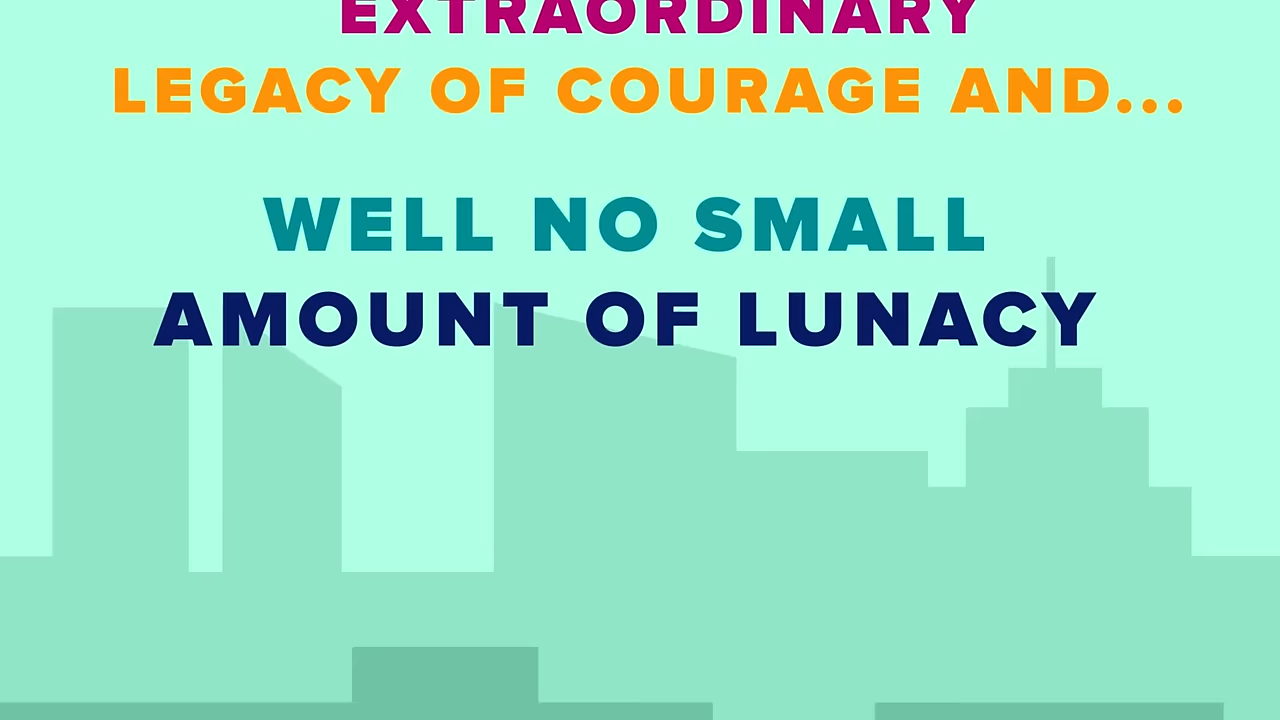 EXTRAORDINARY
LEGACY OF COURAGE AND...
WELL NO SMALL
AMOUNT OF LUNACY